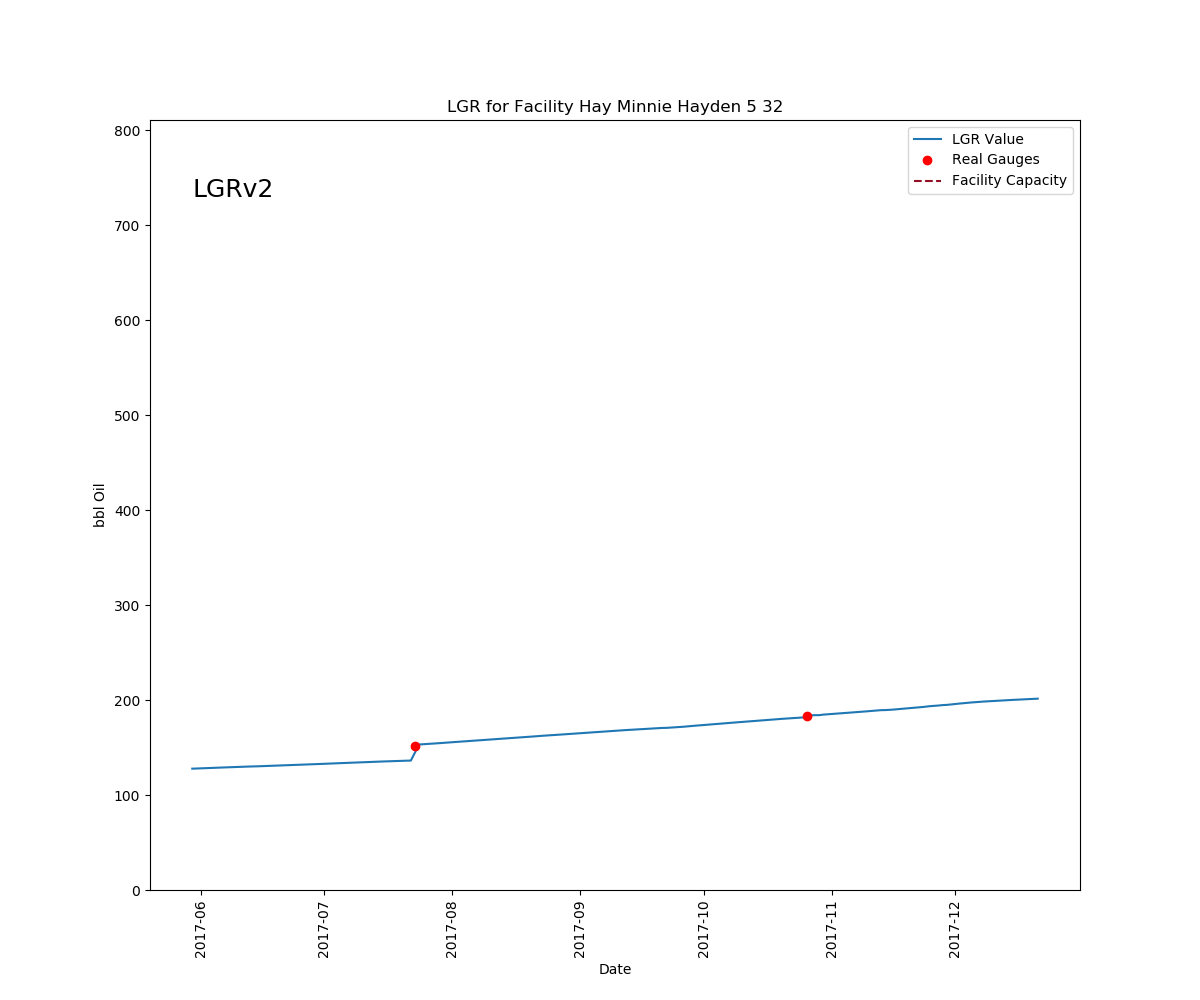 LGR for Facility Hay Minnie Hayden 5 32
LGRv2
LGR Value
Real Gauges
Facility Capacity
800
700
600
500
400
300
200
100
0
bbl Oil
2017-06
2017-07
2017-08
2017-09
2017-10
2017-11
2017-12
Date